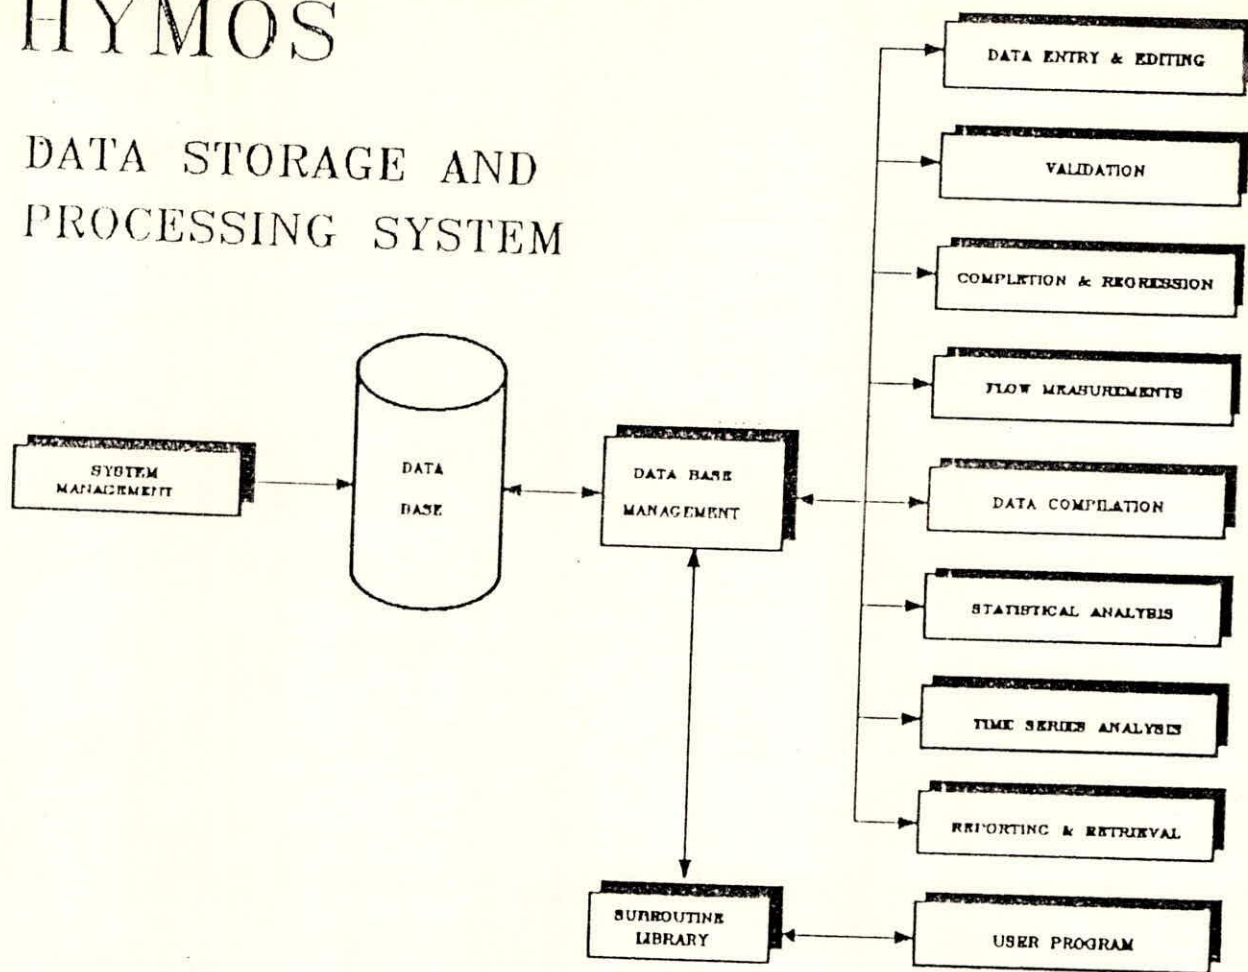 HYMOS
DATA STORAGE AND
PROCESSING SYSTEM
SYSTEM
MANAGEMENT
DATA
BASE
DATA BASE
MANAGEMENT
DATA ENTRY & EDITING
VALIDATION
COMPLETION & REGRESSION
FLOW MEASUREMENTS
DATA COMPILATION
STATISTICAL ANALYSIS
TIME SERIES ANALYSIS
REPORTING & RETRIEVAL
SUBROUTINE
LIBRARY
USER PROGRAM